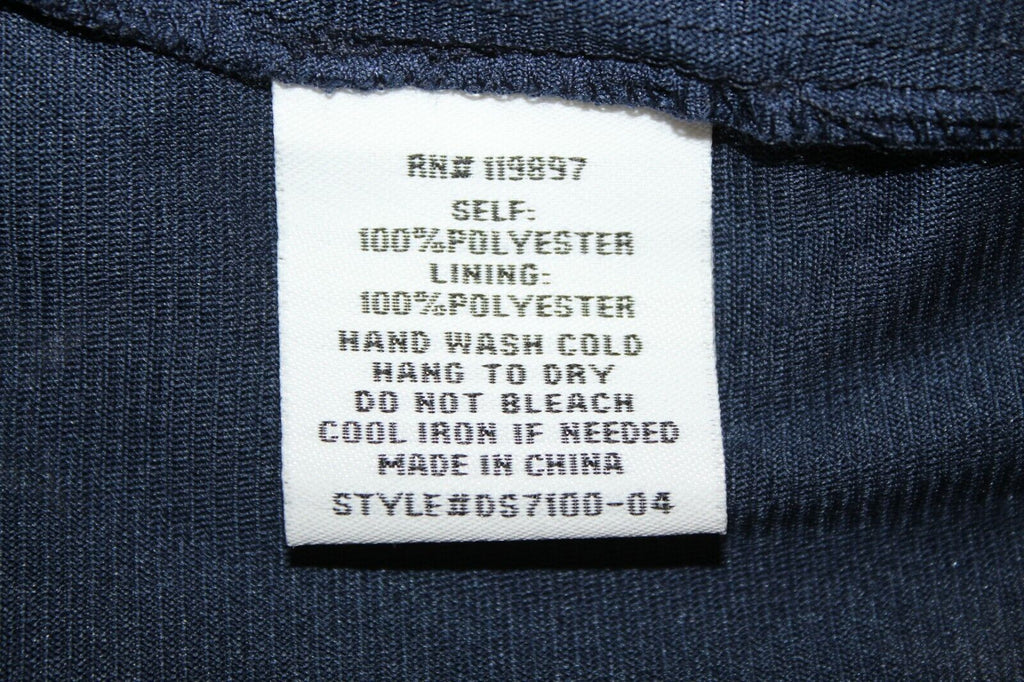 RN# 119897
SELF:
100%POLYESTER
LINING:
100%POLYESTER
HAND WASH COLD
HANG TO DRY
DO NOT BLEACH
COOL IRON IF NEEDED
MADE IN CHINA
STYLE#DS7100-04